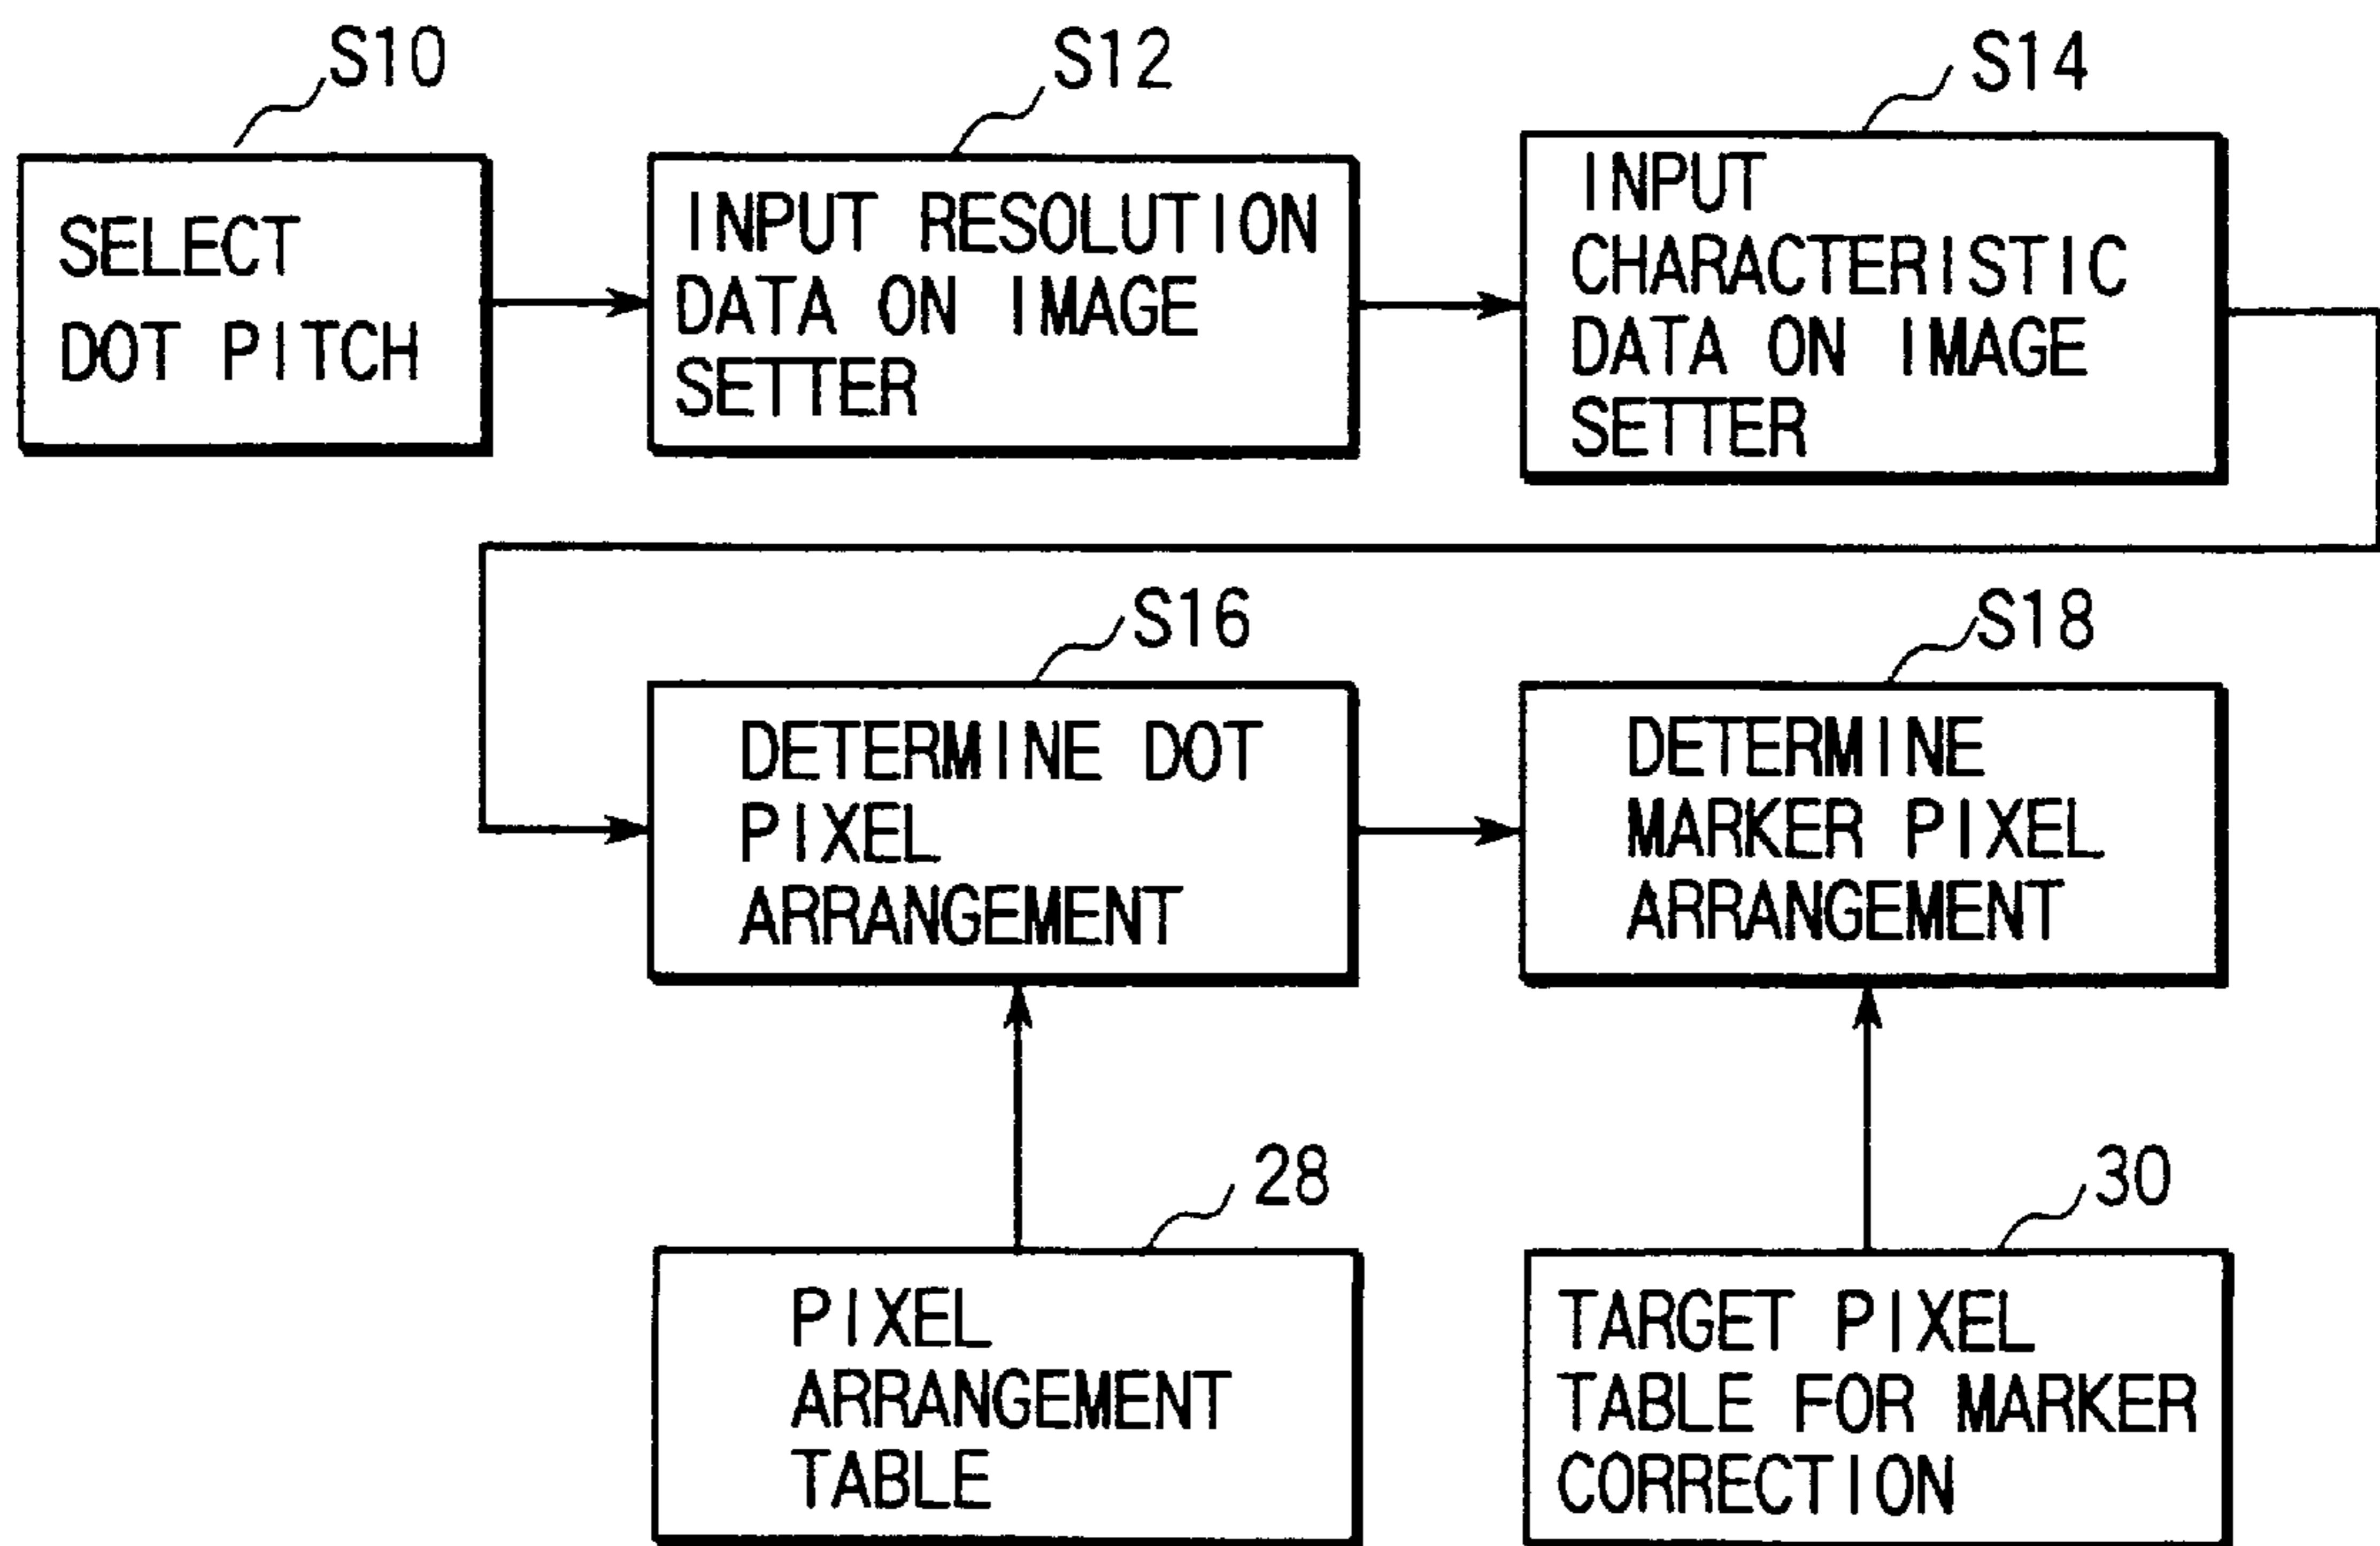 S10
SELECT
DOT PITCH
S12
INPUT RESOLUTION
DATA ON IMAGE
SETTER
S14
INPUT
CHARACTERISTIC
DATA ON IMAGE
SETTER
S16
DETERMINE DOT
PIXEL
ARRANGEMENT
S18
DETERMINE
MARKER PIXEL
ARRANGEMENT
28
PIXEL
ARRANGEMENT
TABLE
30
TARGET PIXEL
TABLE FOR MARKER
CORRECTION